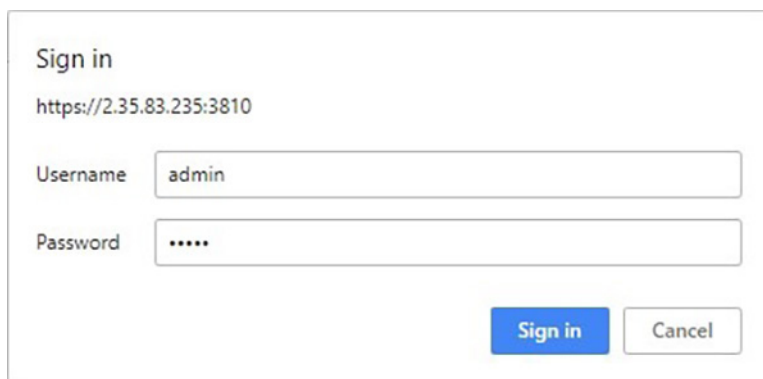 Sign in
https://2.35.83.235:3810
Username admin
Password •••••
Sign in Cancel